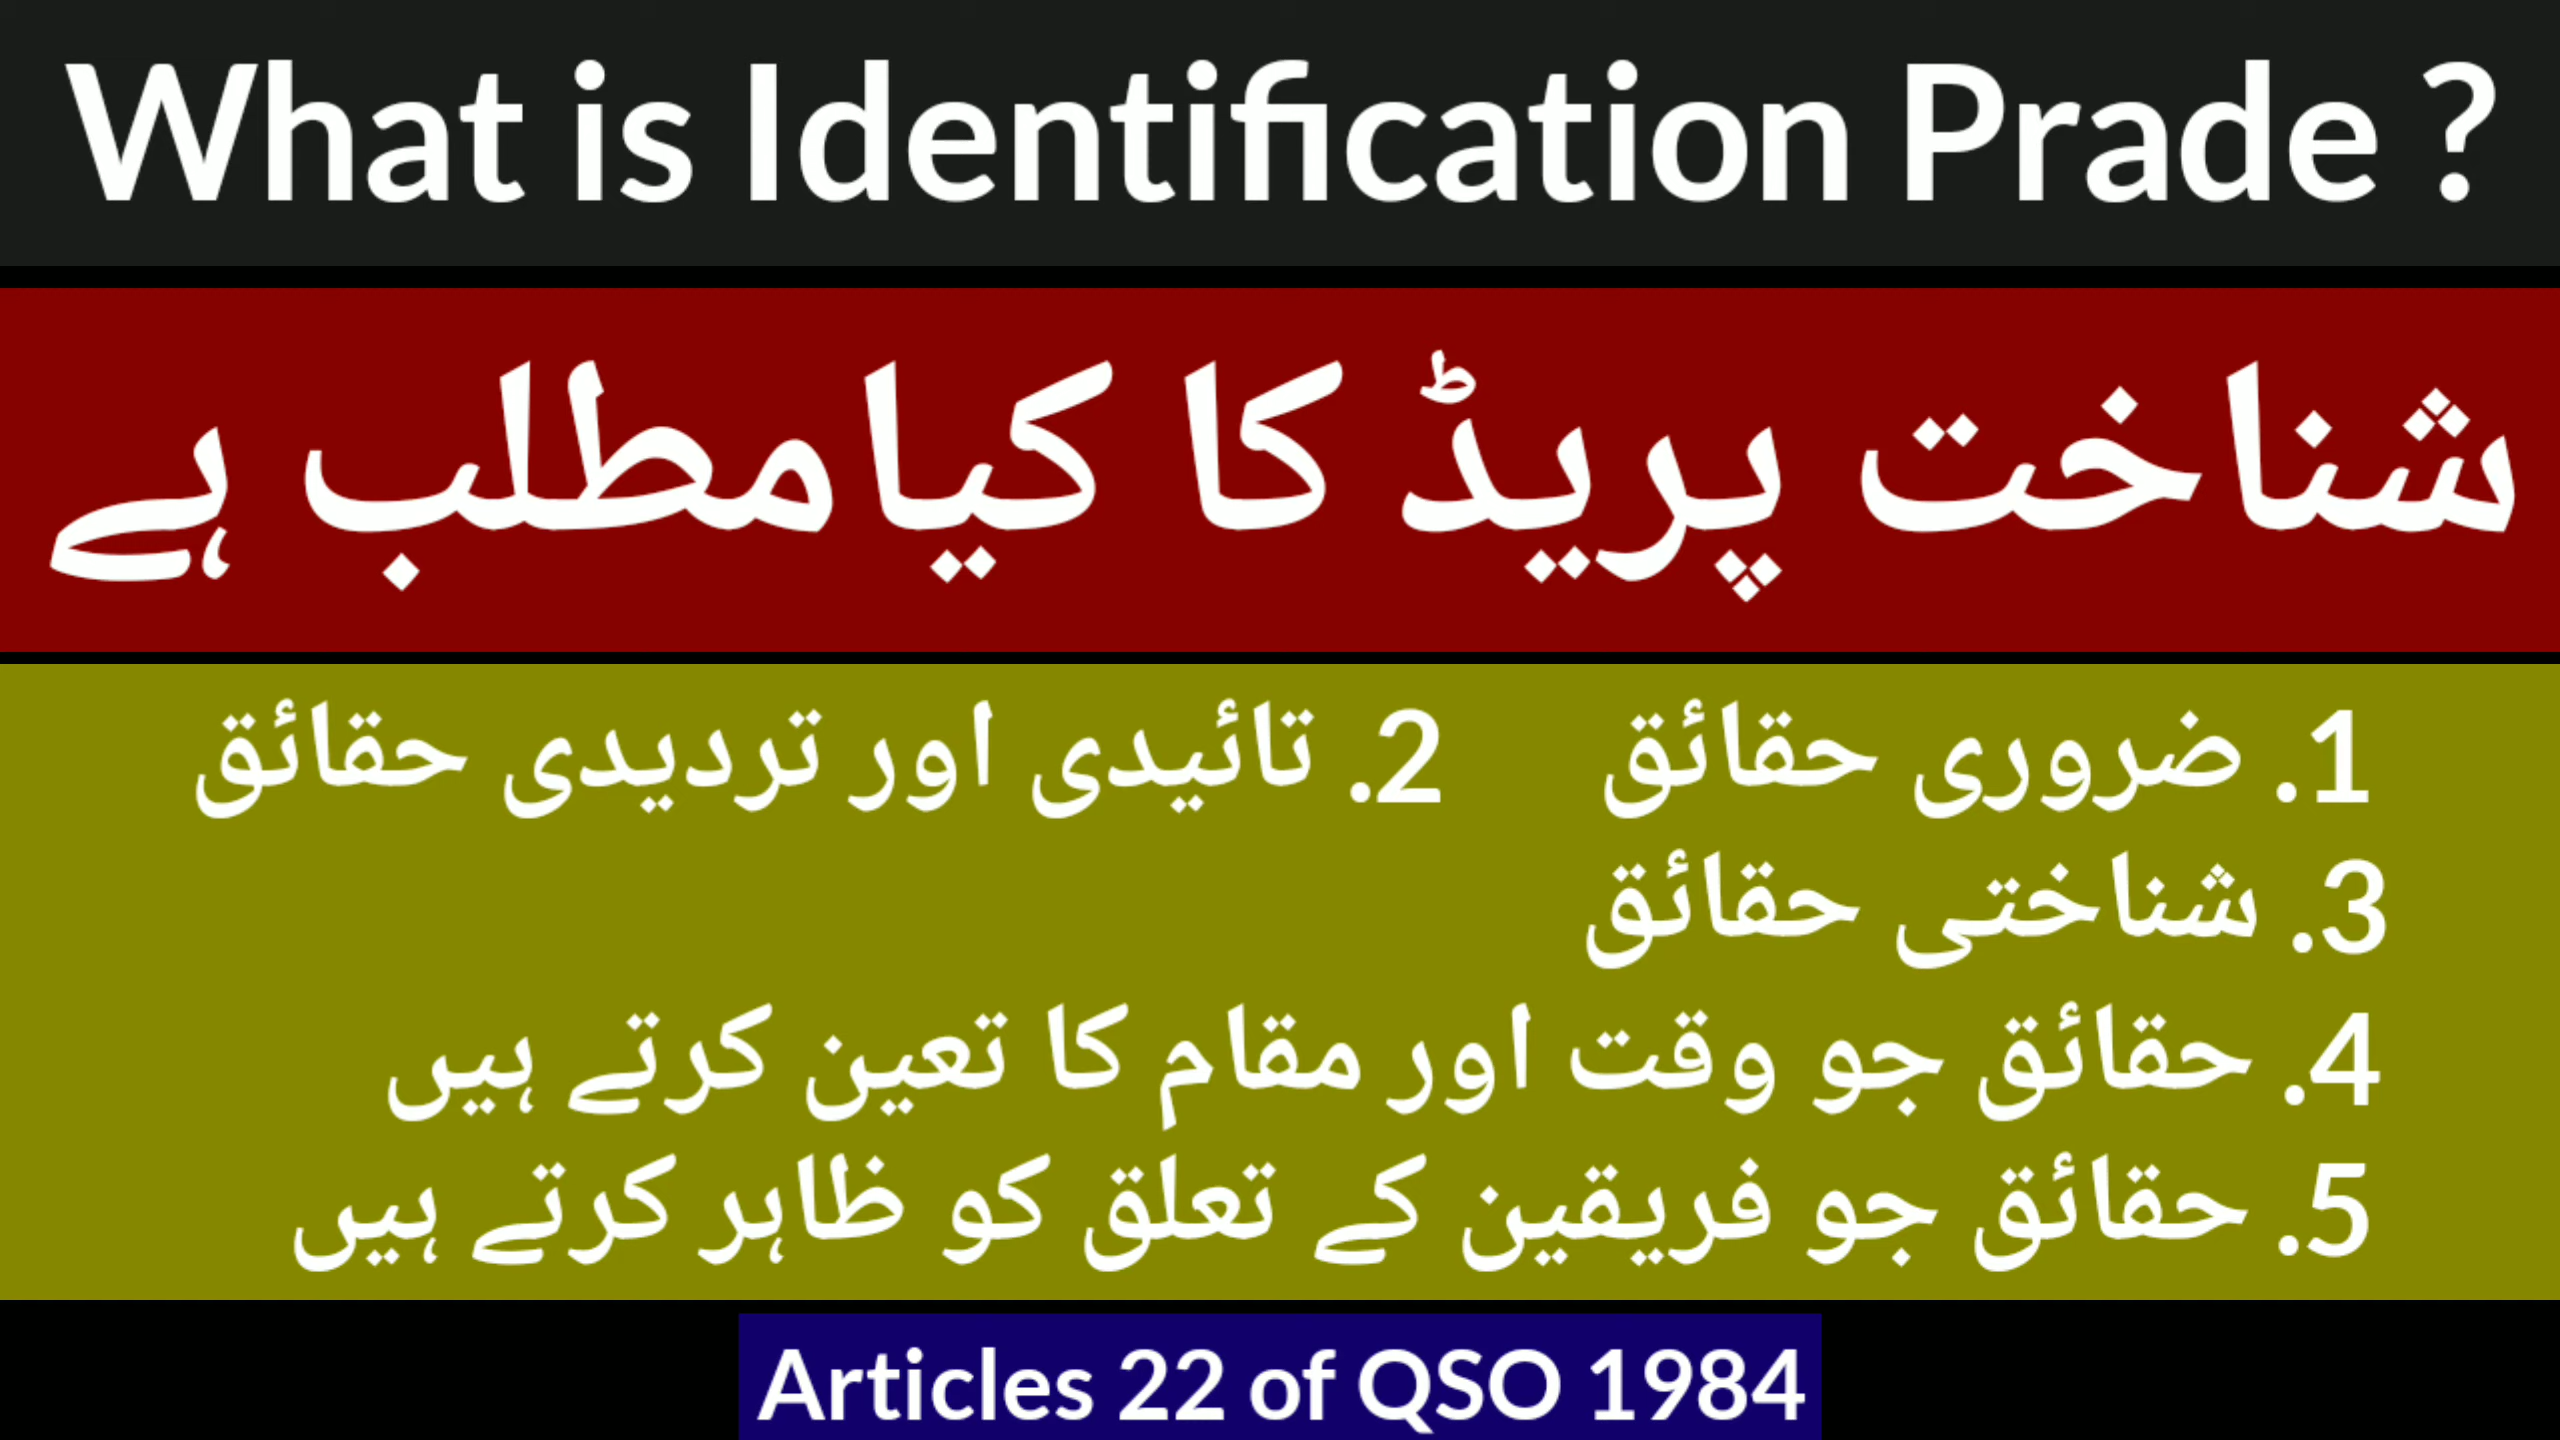 What is Identification Prade ?
شناخت پریڈ کا کیامطلب ہے
1. ضروری حقائق 2. تائیدی اور تردیدی حقائق
3. شناختی حقائق
4. حقائق جو وقت اور مقام کا تعین کرتے ہیں
5. حقائق جو فریقین کے تعلق کو ظاہر کرتے ہیں
Articles 22 of QSO 1984